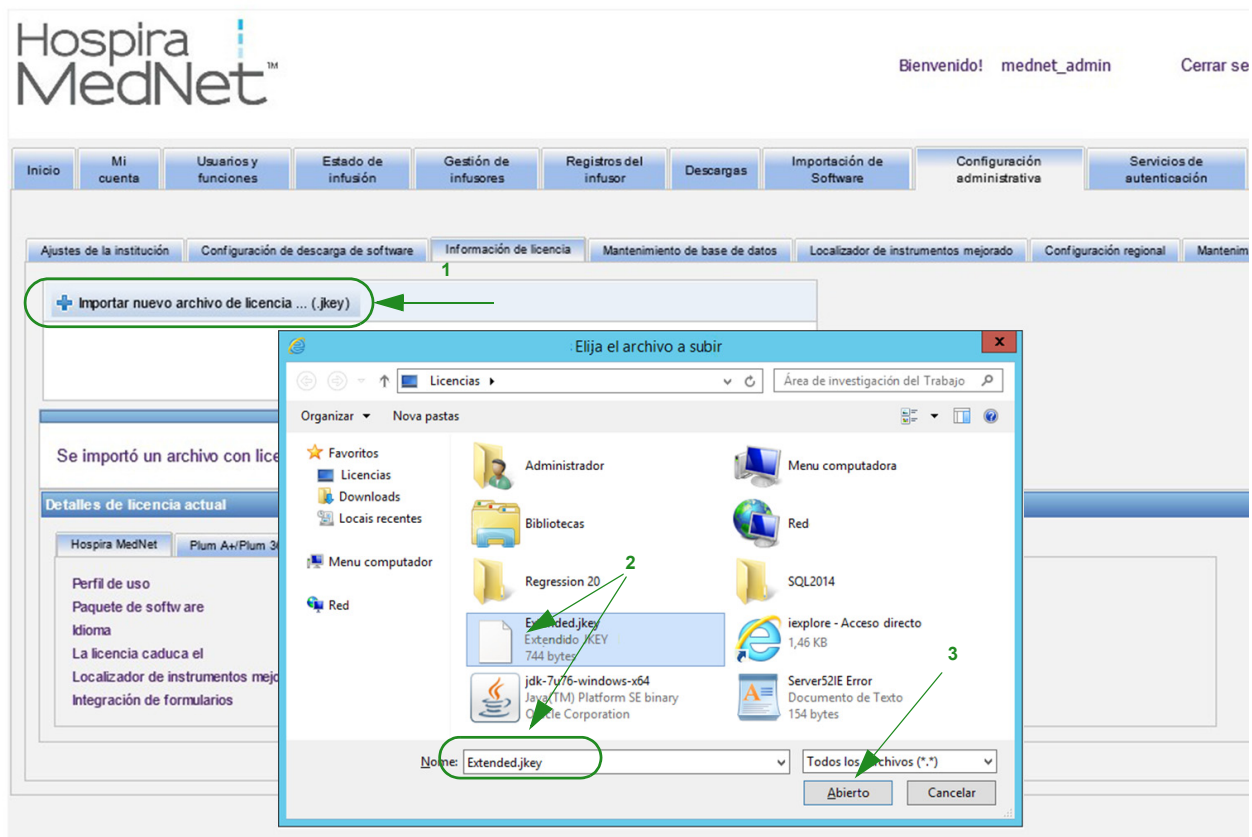 Hospira
MedNet™
Bienvenido! mednet_admin Cerrar se
Inicio
Mi cuenta
Usuarios y funciones
Estado de infusión
Gestión de infusores
Registros del infusor
Descargas
Importación de Software
Configuración administrativa
Servicios de autenticación
Ajustes de la institución
Configuración de descarga de software
Información de licencia
Mantenimiento de base de datos
Localizador de instrumentos mejorado
Configuración regional
Mantenim
1
Importar nuevo archivo de licencia ... (.jkey)
Elija el archivo a subir
x
Licencias
Área de investigación del Trabajo
Organizar
Nova pastas
Se importó un archivo con lice
Detalles de licencia actual
Hospira MedNet
Plum A+/Plum 36
Perfil de uso
Paquete de software
Idioma
La licencia caduca el
Localizador de instrumentos mejo
Integración de formularios
Favoritos
Licencias
Downloads
Locais recentes
Menu computador
Red
Administrador
Menu computadora
Bibliotecas
Red
2
Regression 20
SQL2014
Extended.jkey
Extendido JKEY
744 bytes
iexplore - Acceso directo
1,46 KB
3
jdk-7u76-windows-x64
Java(TM) Platform SE binary
Oracle Corporation
Server52IE Error
Documento de Texto
154 bytes
Nome: Extended.jkey
Todos los archivos (*.*)
Abierto
Cancelar